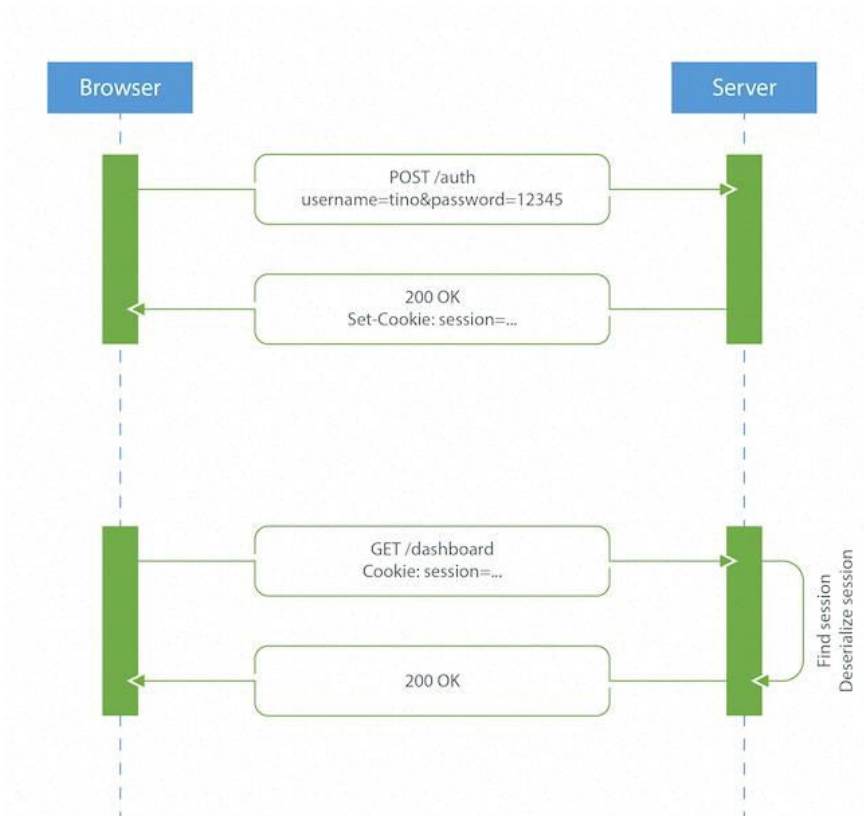 Browser
Server
POST /auth
username=tino&password=12345
200 OK
Set-Cookie: session=...
GET /dashboard
Cookie: session=...
Find session
Deserialize session
200 OK